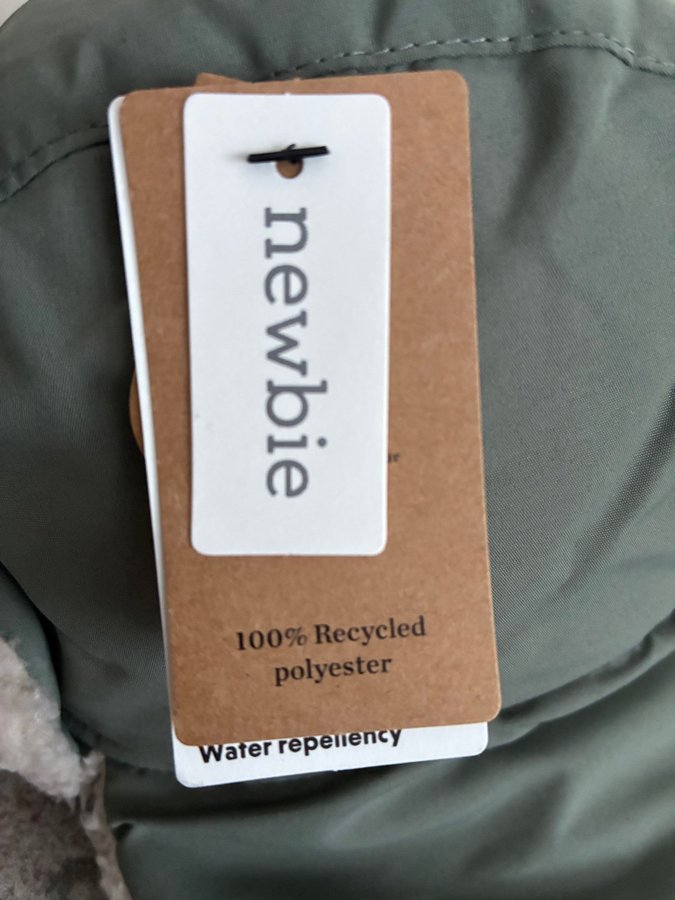 newbie
100% Recycled
polyester
Water repellency